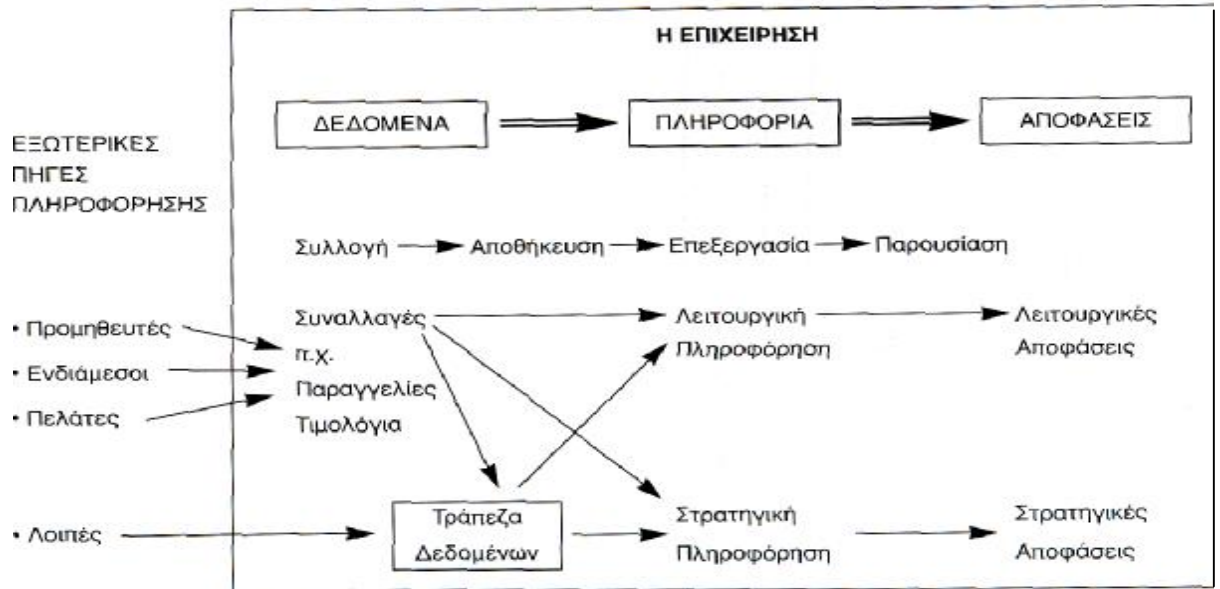 Η ΕΠΙΧΕΙΡΗΣΗ
ΔΕΔΟΜΕΝΑ
ΠΛΗΡΟΦΟΡΙΑ
ΑΠΟΦΑΣΕΙΣ
ΕΞΩΤΕΡΙΚΕΣ
ΠΗΓΕΣ
ΠΛΗΡΟΦΟΡΗΣΗΣ
Συλλογή
Αποθήκευση
Επεξεργασία
Παρουσίαση
• Προμηθευτές
• Ενδιάμεσοι
• Πελάτες
Συναλλαγές
π.χ.
Παραγγελίες
Τιμολόγια
Λειτουργική
Πληροφόρηση
Λειτουργικές
Αποφάσεις
• Λοιπές
Τράπεζα
Δεδομένων
Στρατηγική
Πληροφόρηση
Στρατηγικές
Αποφάσεις